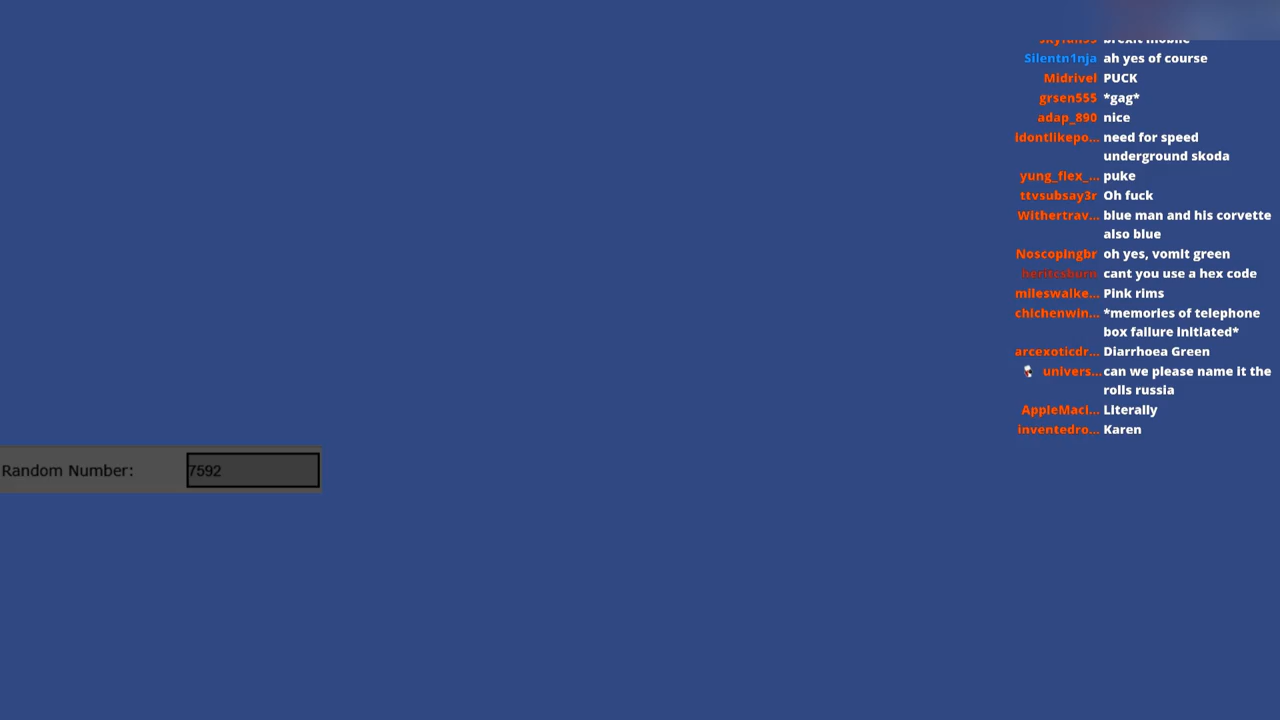 brexit mobile
Silentn1nja ah yes of course
Midrivel PUCK
grsen555 *gag*
adap_890 nice
idontlikepo... need for speed
underground skoda
yung_flex_... puke
ttvsubsay3r Oh fuck
Withertrav... blue man and his corvette
also blue
Noscopingbr oh yes, vomit green
heritcsburn cant you use a hex code
mileswalke... Pink rims
chichenwin... *memories of telephone
box failure initiated*
arcexoticdr... Diarrhoea Green
univers... can we please name it the
rolls russia
AppleMaci... Literally
inventedro... Karen
Random Number: 7592